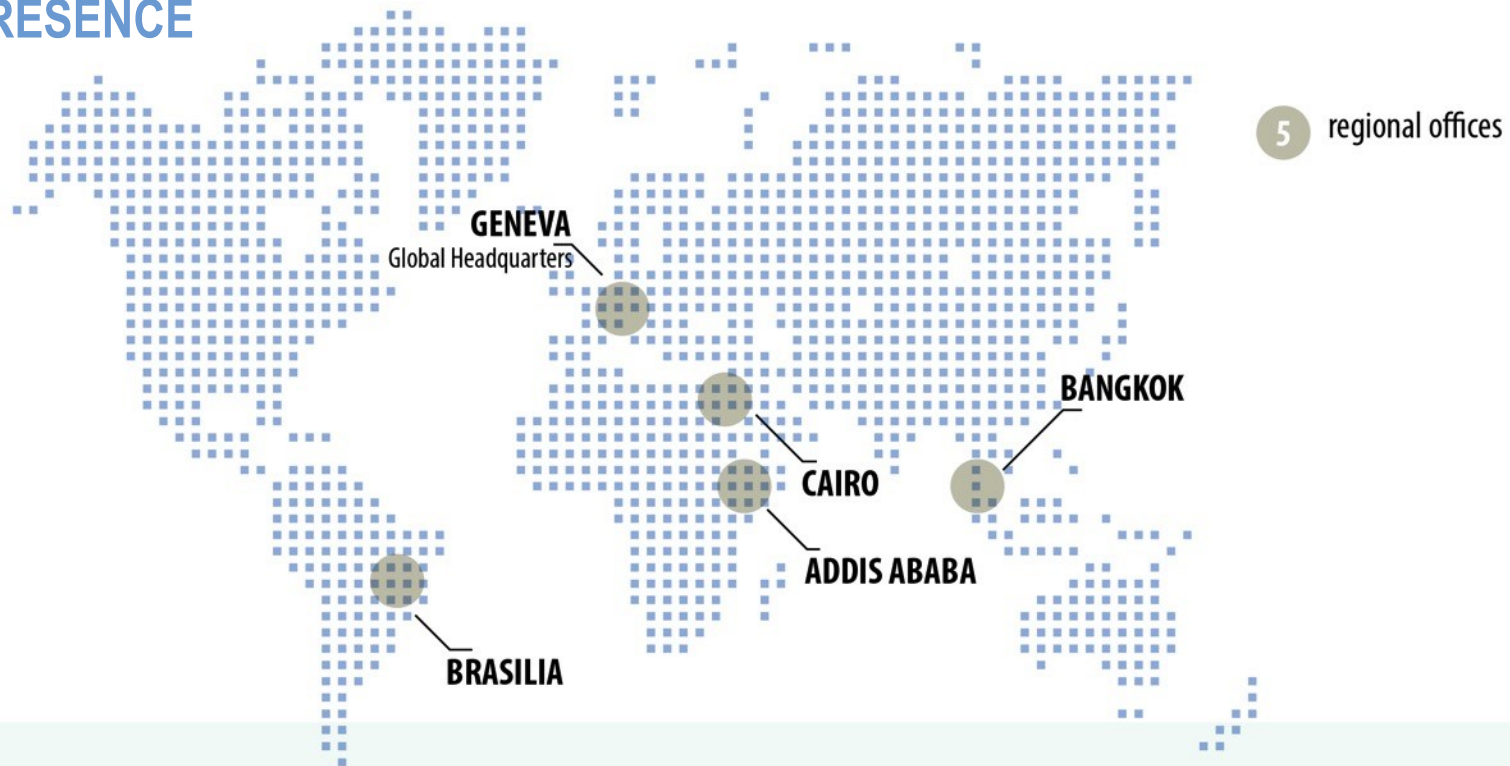 RESENCE
5 regional offices
GENEVA
Global Headquarters
BANGKOK
CAIRO
ADDIS ABABA
BRASILIA